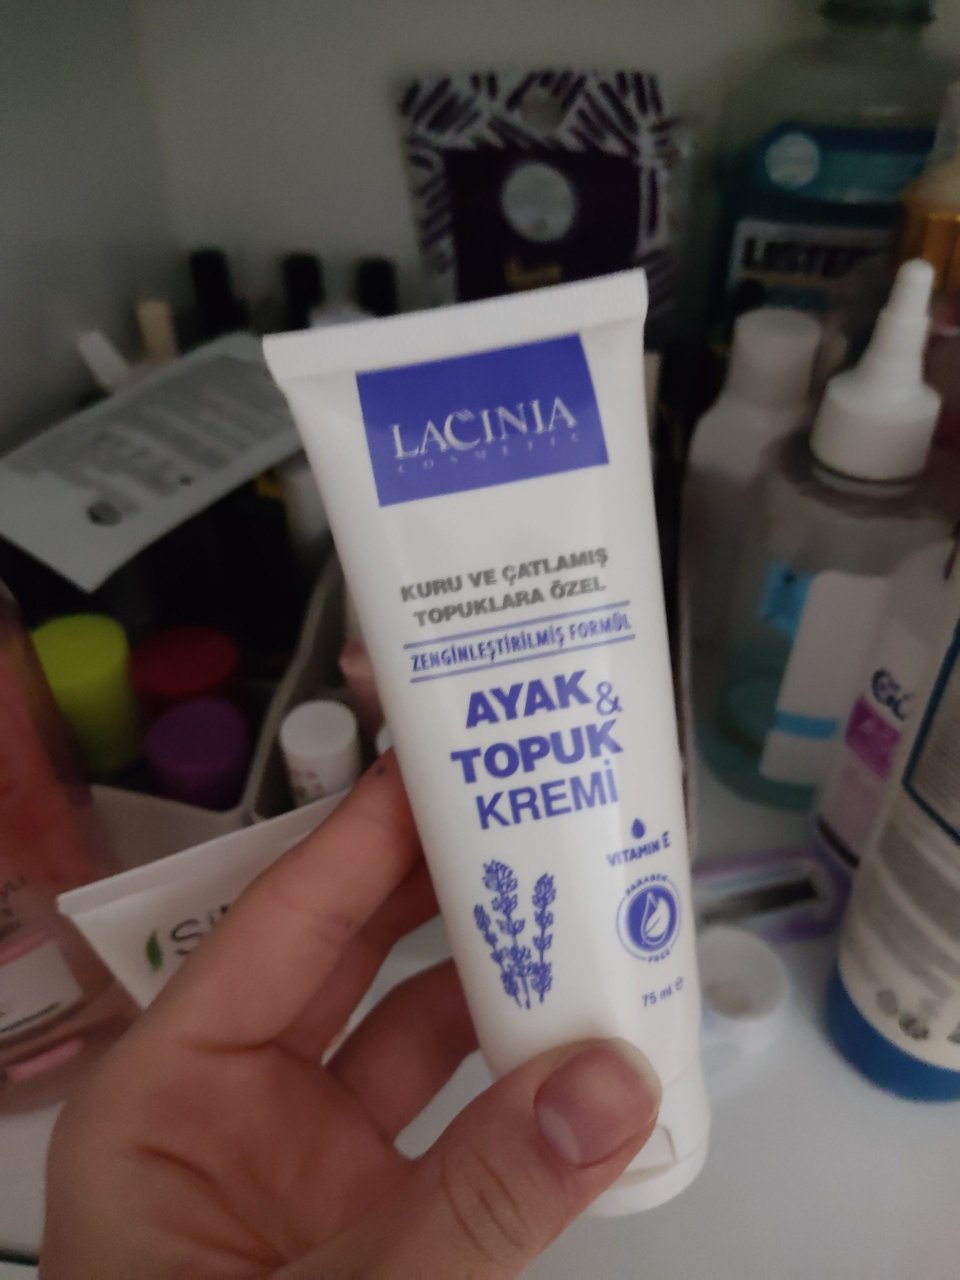 LACINIA
COSMETIC
KURU VE ÇATLAMIŞ
TOPUKLARA ÖZEL
ZENGİNLEŞTİRİLMİŞ FORMÜL
AYAK &
TOPUK
KREMİ
VITAMIN E
PARABEN
FREE
75 ml e